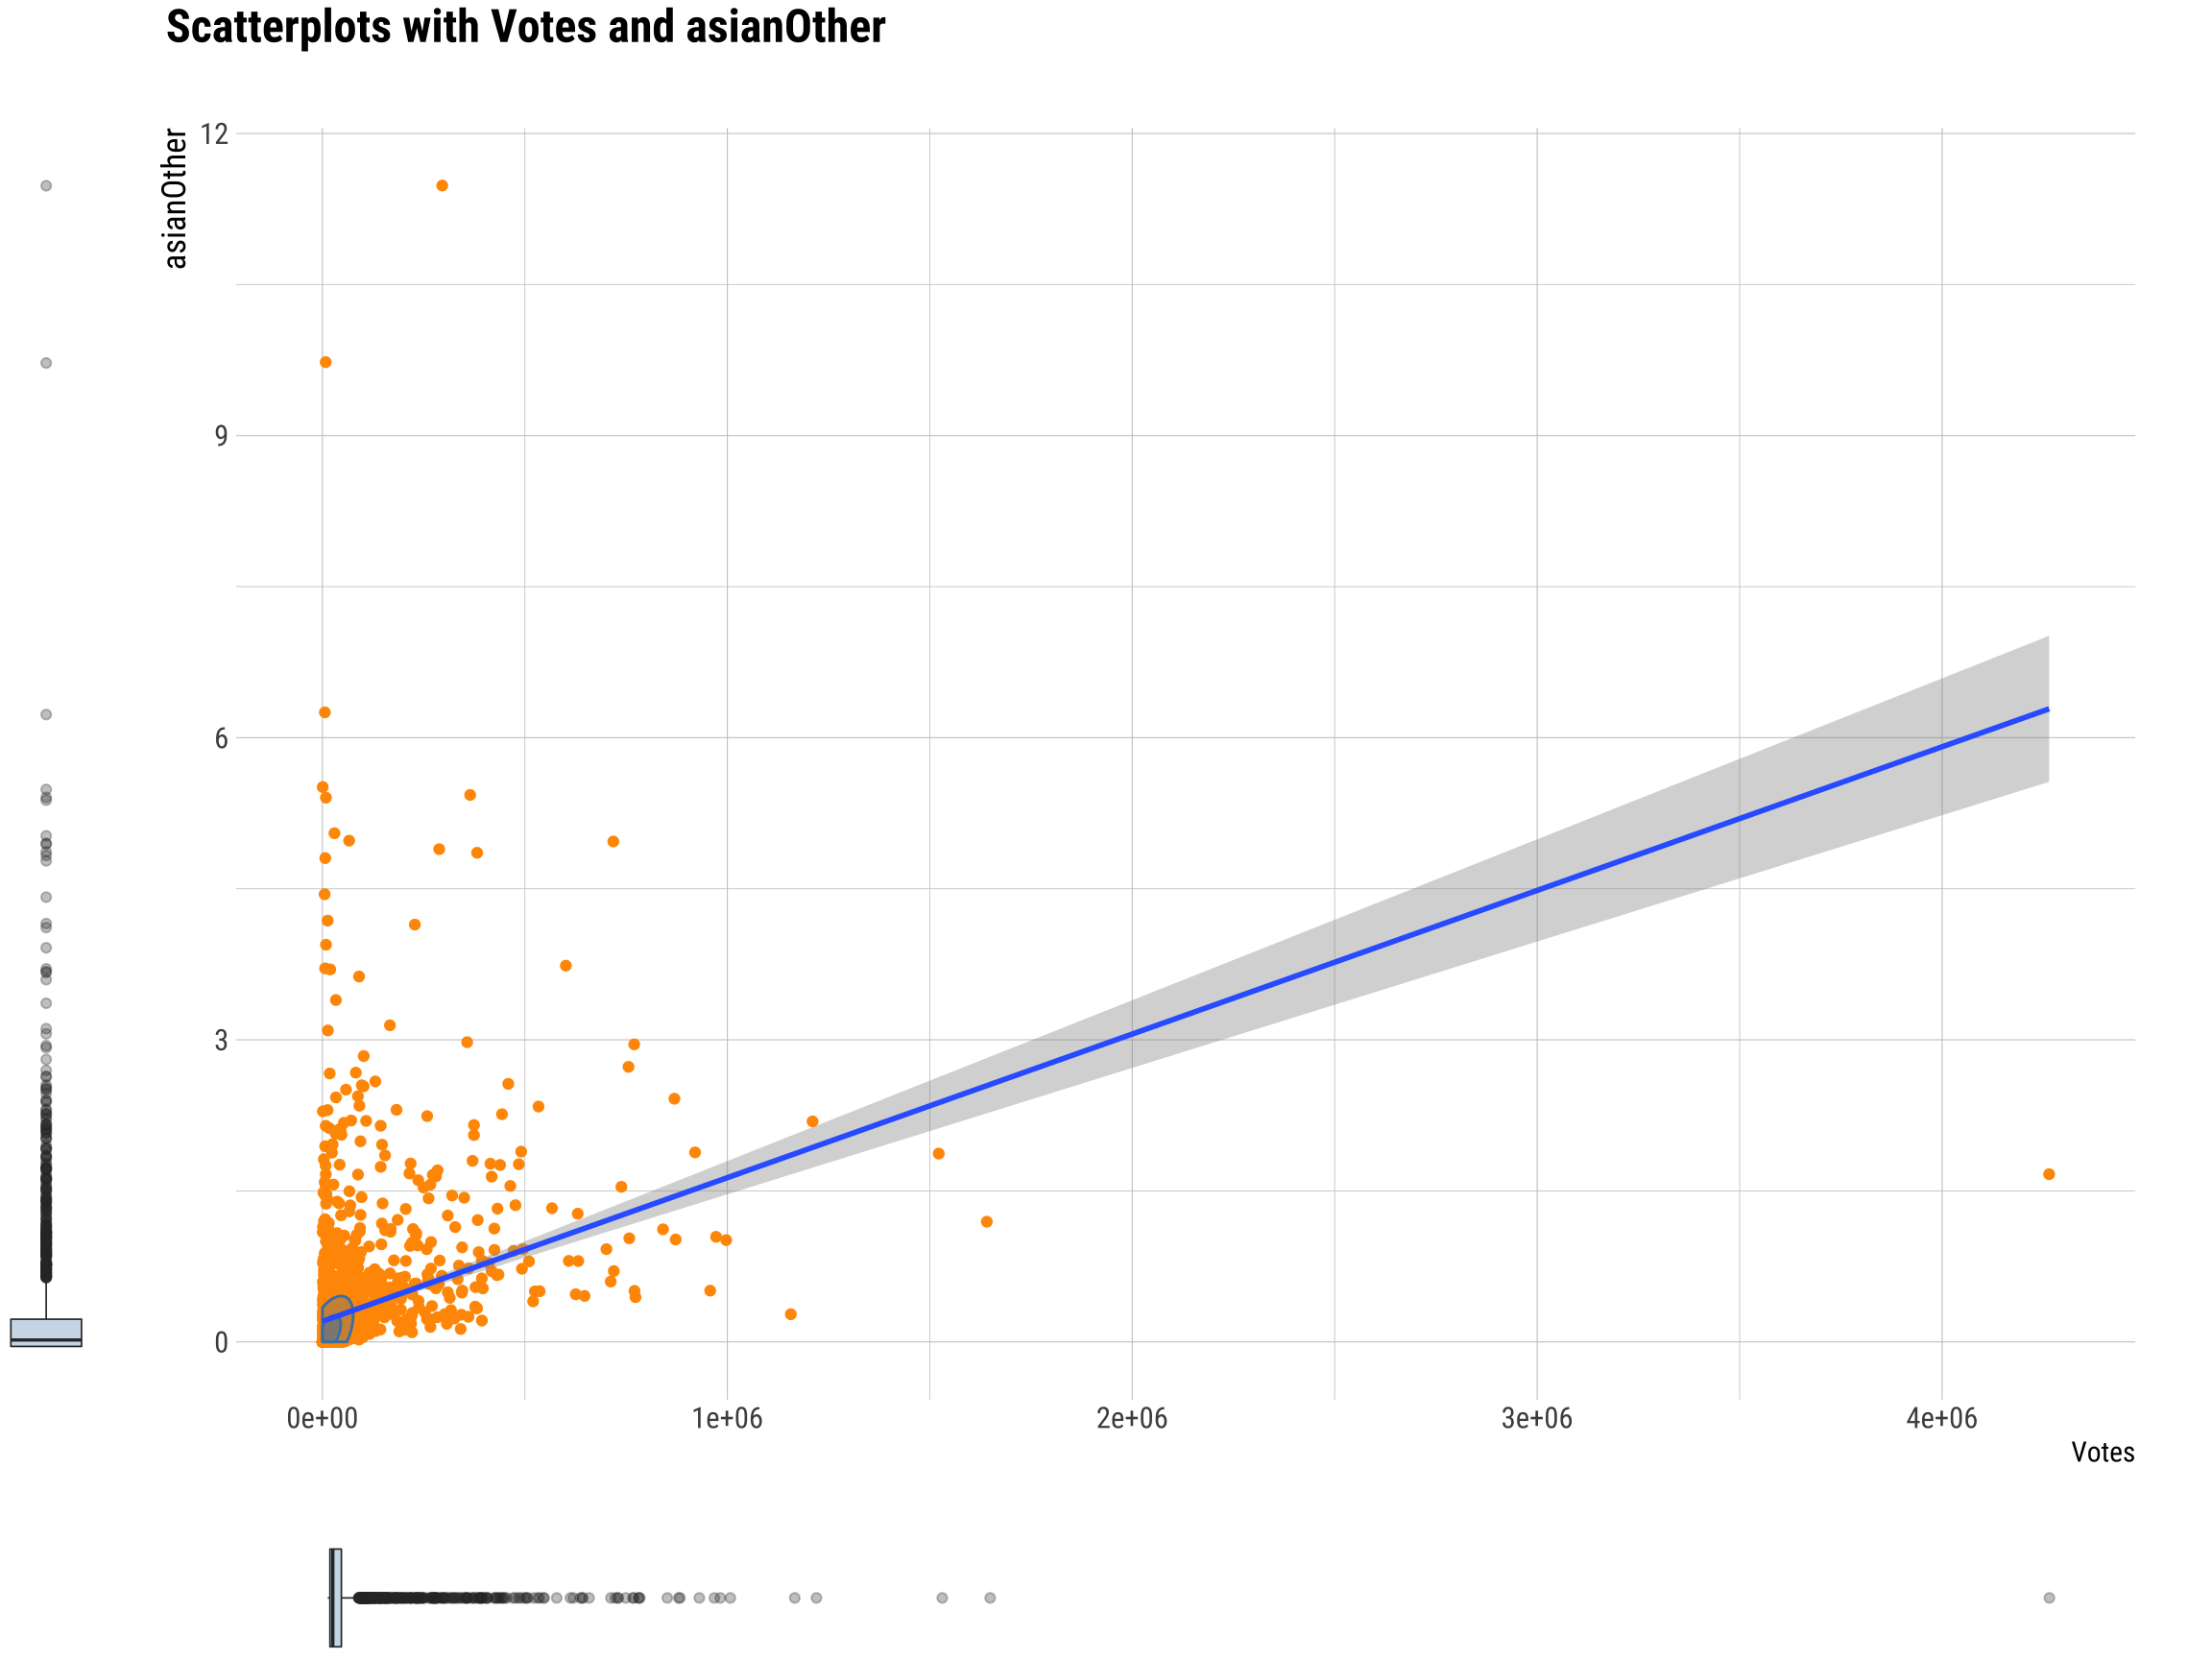 Scatterplots with Votes and asianOther
asianOther
12
9
6
3
0
0e+00 1e+06 2e+06 3e+06 4e+06
Votes